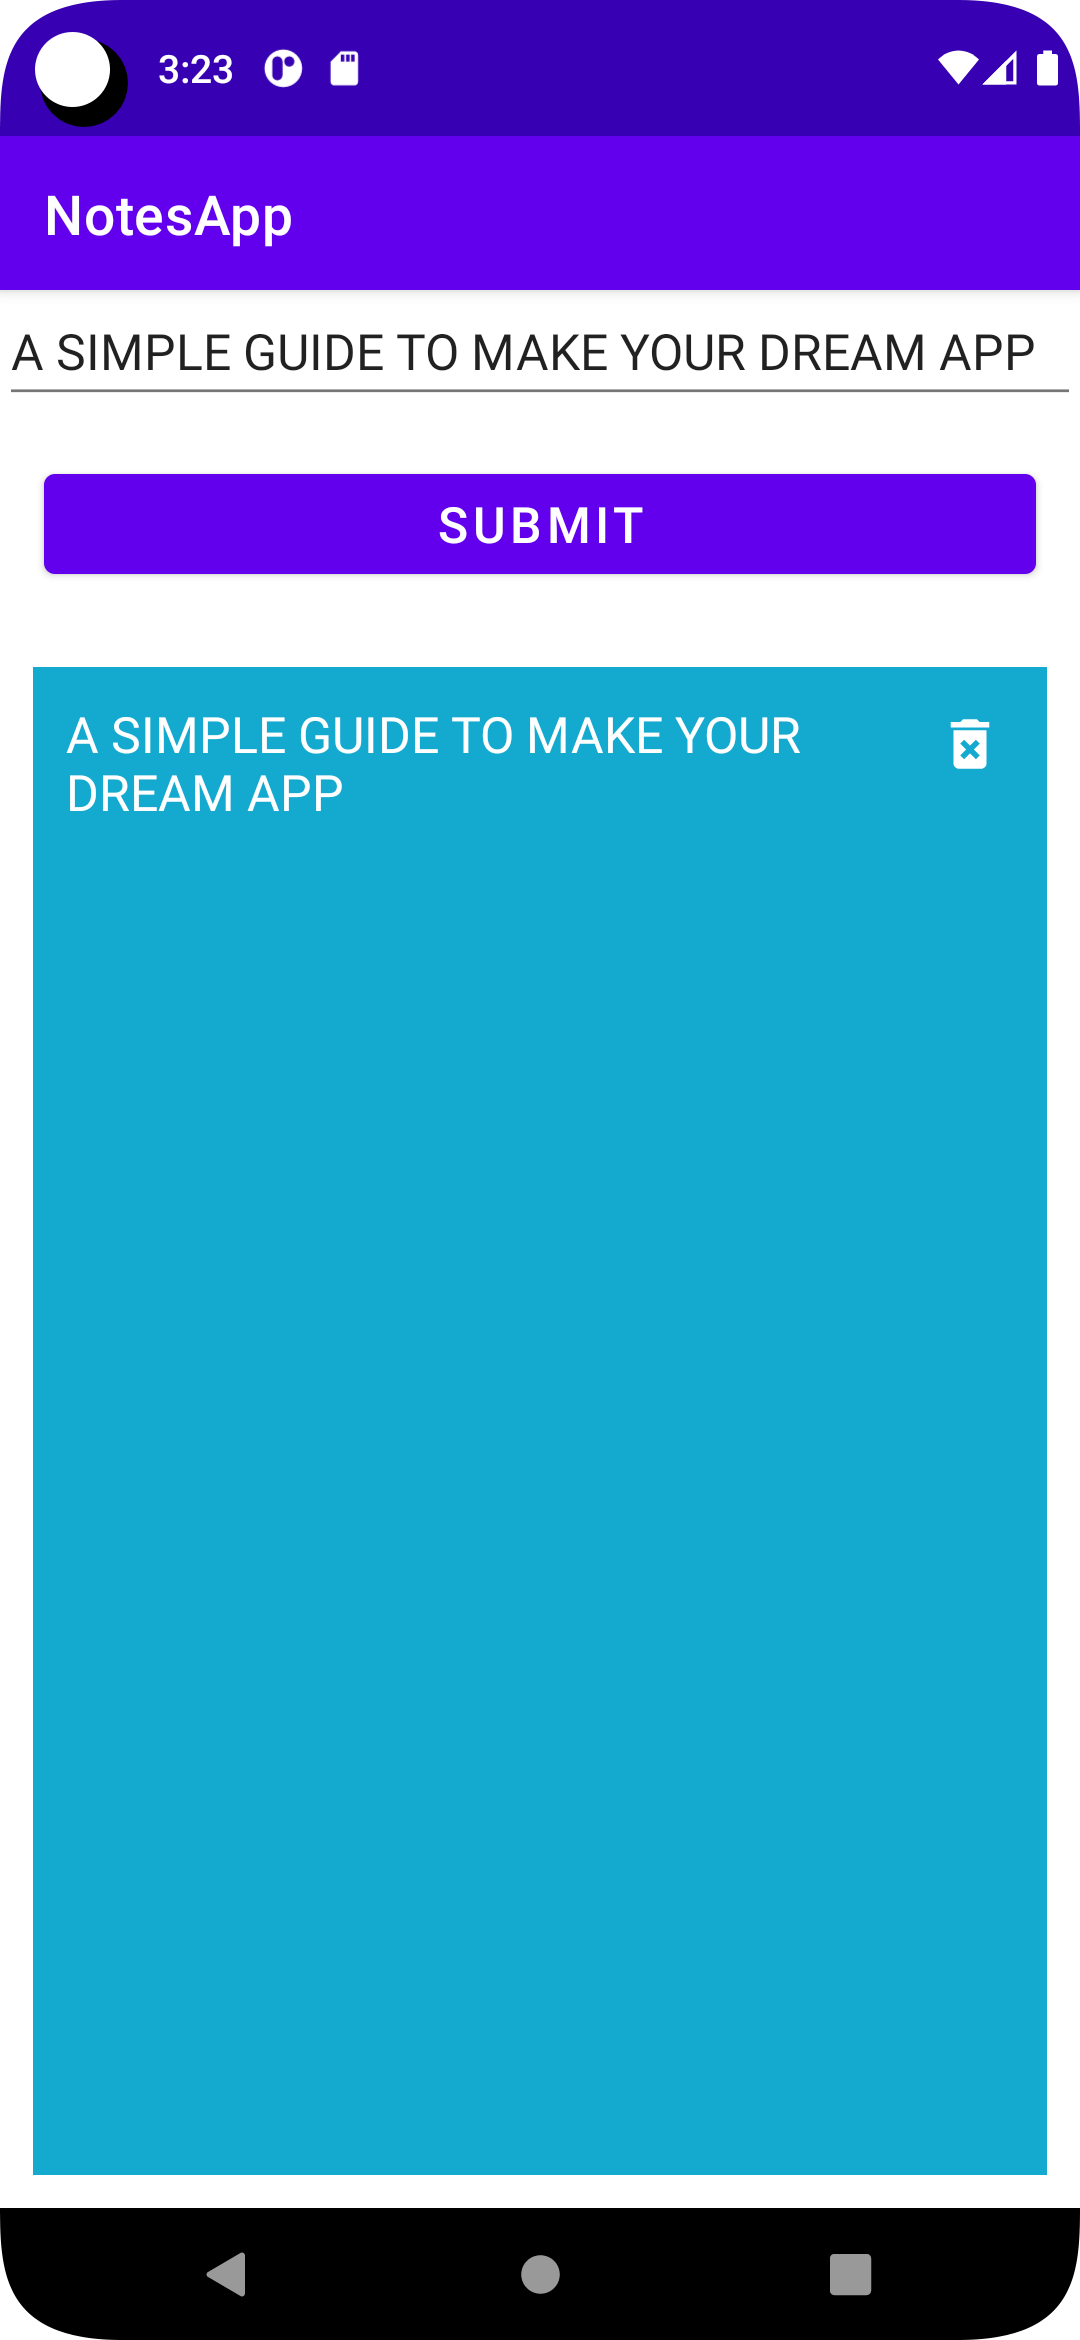 3:23
NotesApp
A SIMPLE GUIDE TO MAKE YOUR DREAM APP
SUBMIT
A SIMPLE GUIDE TO MAKE YOUR
DREAM APP